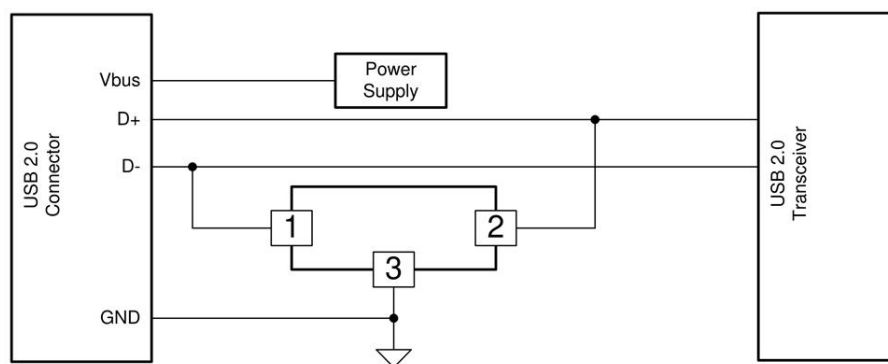 Vbus
Power
Supply
D+
D-
USB 2.0
Connector
USB 2.0
Transceiver
1
2
3
GND